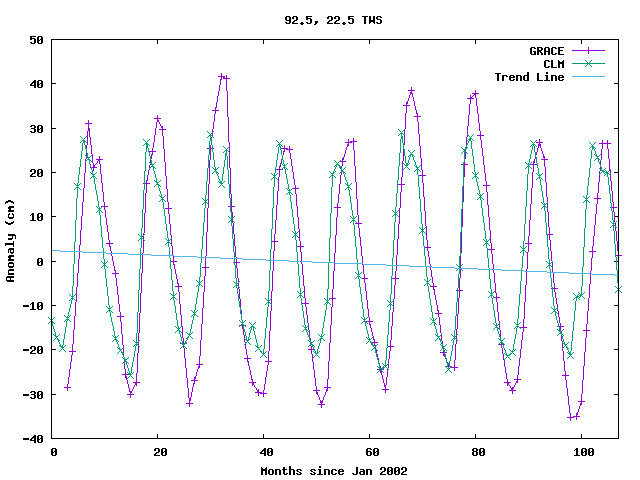 92.5, 22.5 TWS
GRACE
CLM
Trend Line
50
40
30
20
10
0
-10
-20
-30
-40
Anomaly (cm)
0 20 40 60 80 100
Months since Jan 2002